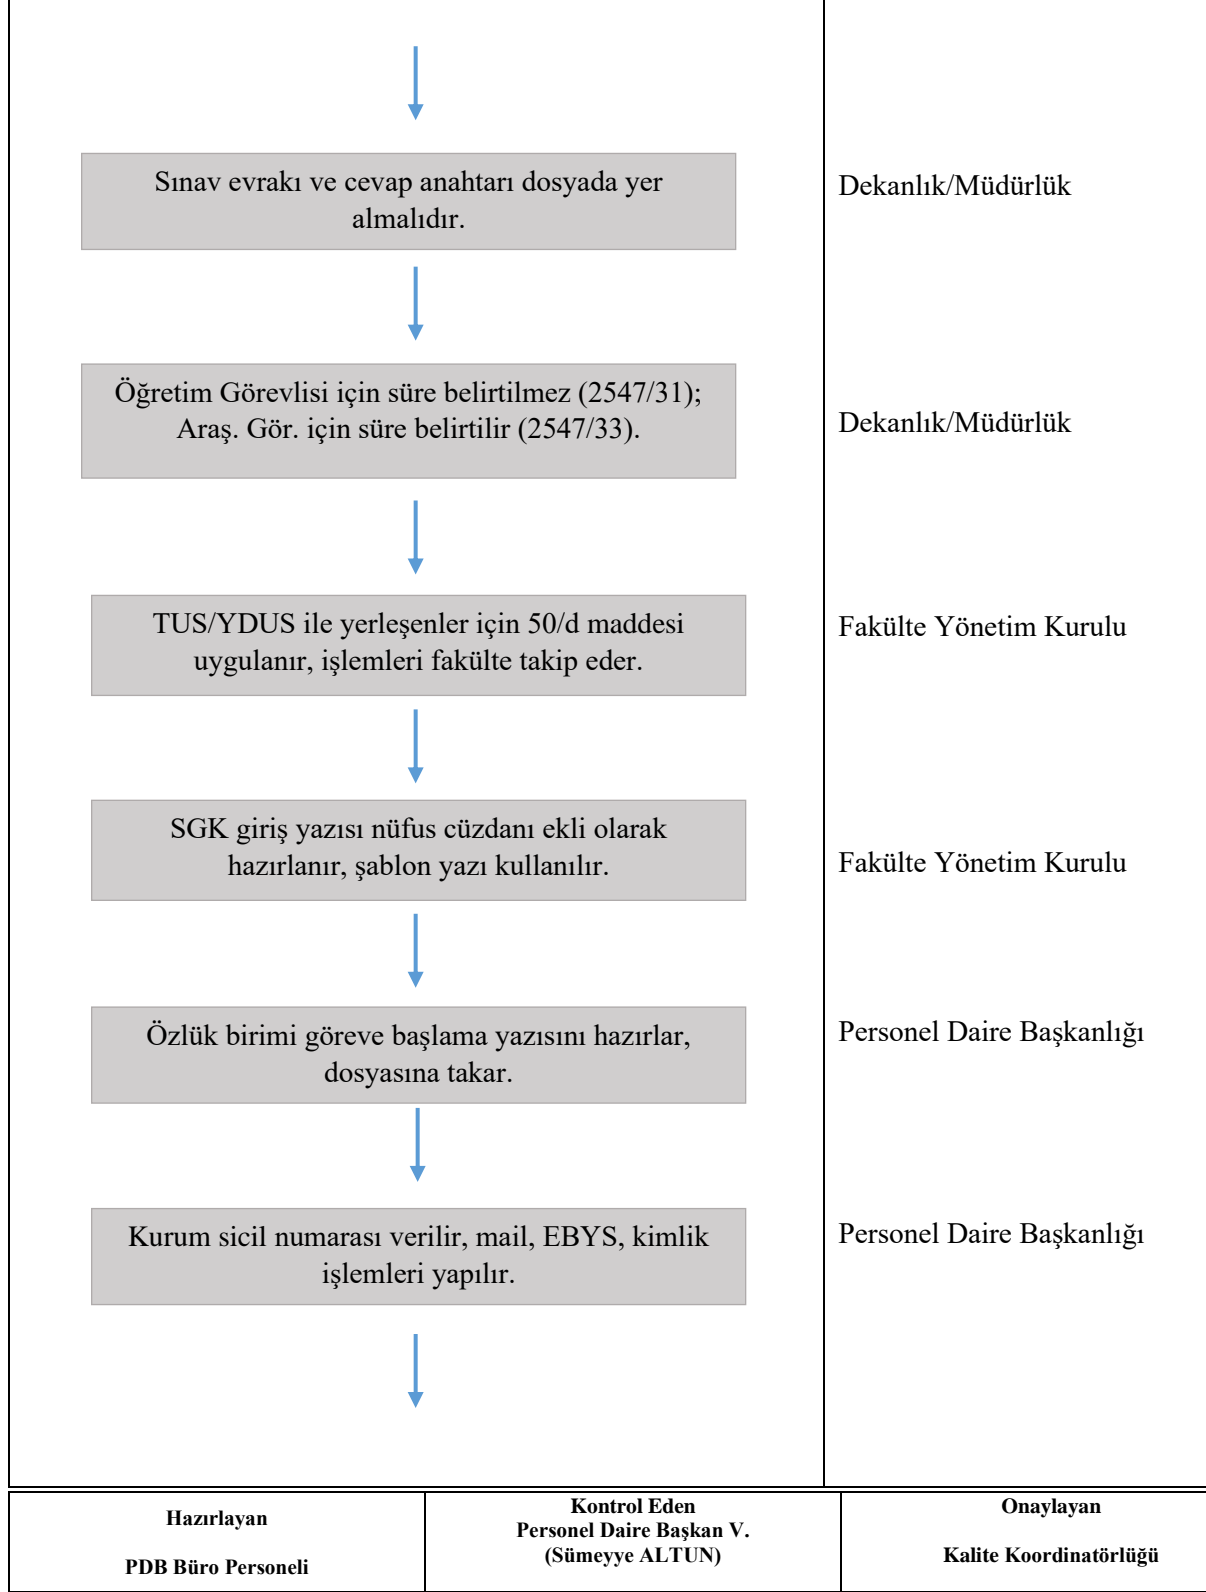 Sınav evrakı ve cevap anahtarı dosyada yer
almalıdır.
Dekanlık/Müdürlük
Öğretim Görevlisi için süre belirtilmez (2547/31);
Araş. Gör. için süre belirtilir (2547/33).
Dekanlık/Müdürlük
TUS/YDUS ile yerleşenler için 50/d maddesi
uygulanır, işlemleri fakülte takip eder.
Fakülte Yönetim Kurulu
SGK giriş yazısı nüfus cüzdanı ekli olarak
hazırlanır, şablon yazı kullanılır.
Fakülte Yönetim Kurulu
Özlük birimi göreve başlama yazısını hazırlar,
dosyasına takar.
Personel Daire Başkanlığı
Kurum sicil numarası verilir, mail, EBYS, kimlik
işlemleri yapılır.
Personel Daire Başkanlığı
Hazırlayan
PDB Büro Personeli
Kontrol Eden
Personel Daire Başkan V.
(Sümeyye ALTUN)
Onaylayan
Kalite Koordinatörlüğü